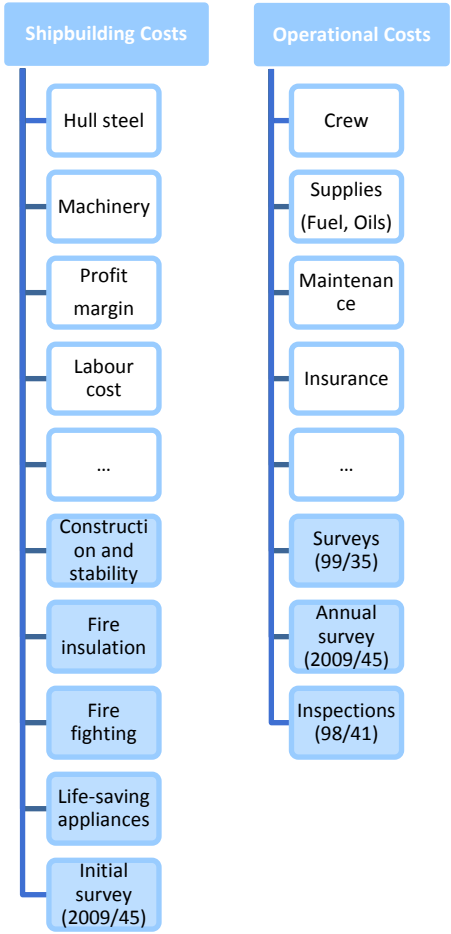 Shipbuilding Costs
Hull steel
Machinery
Profit
margin
Labour
cost
...
Constructi
on and
stability
Fire
insulation
Fire
fighting
Life-saving
appliances
Initial
survey
(2009/45)
Operational Costs
Crew
Supplies
(Fuel, Oils)
Maintenan
ce
Insurance
...
Surveys
(99/35)
Annual
survey
(2009/45)
Inspections
(98/41)